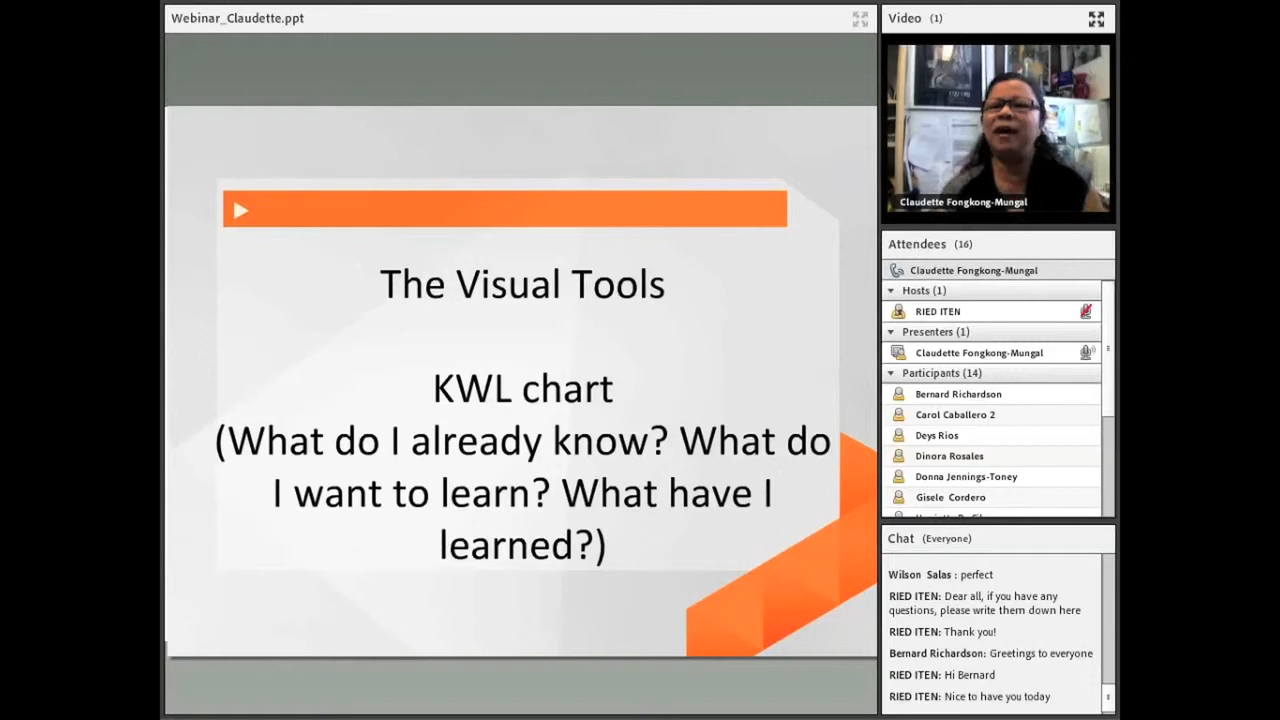 Webinar_Claudette.ppt
The Visual Tools
KWL chart
(What do I already know? What do
I want to learn? What have I
learned?)
Video (1)
Claudette Fongkong-Mungal
Attendees (16)
Claudette Fongkong-Mungal
Hosts (1)
RIED ITEN
Presenters (1)
Claudette Fongkong-Mungal
Participants (14)
Bernard Richardson
Carol Caballero 2
Deys Rios
Dinora Rosales
Donna Jennings-Toney
Gisele Cordero
Chat (Everyone)
Wilson Salas : perfect
RIED ITEN: Dear all, if you have any
questions, please write them down here
RIED ITEN: Thank you!
Bernard Richardson: Greetings to everyone
RIED ITEN: Hi Bernard
RIED ITEN: Nice to have you today